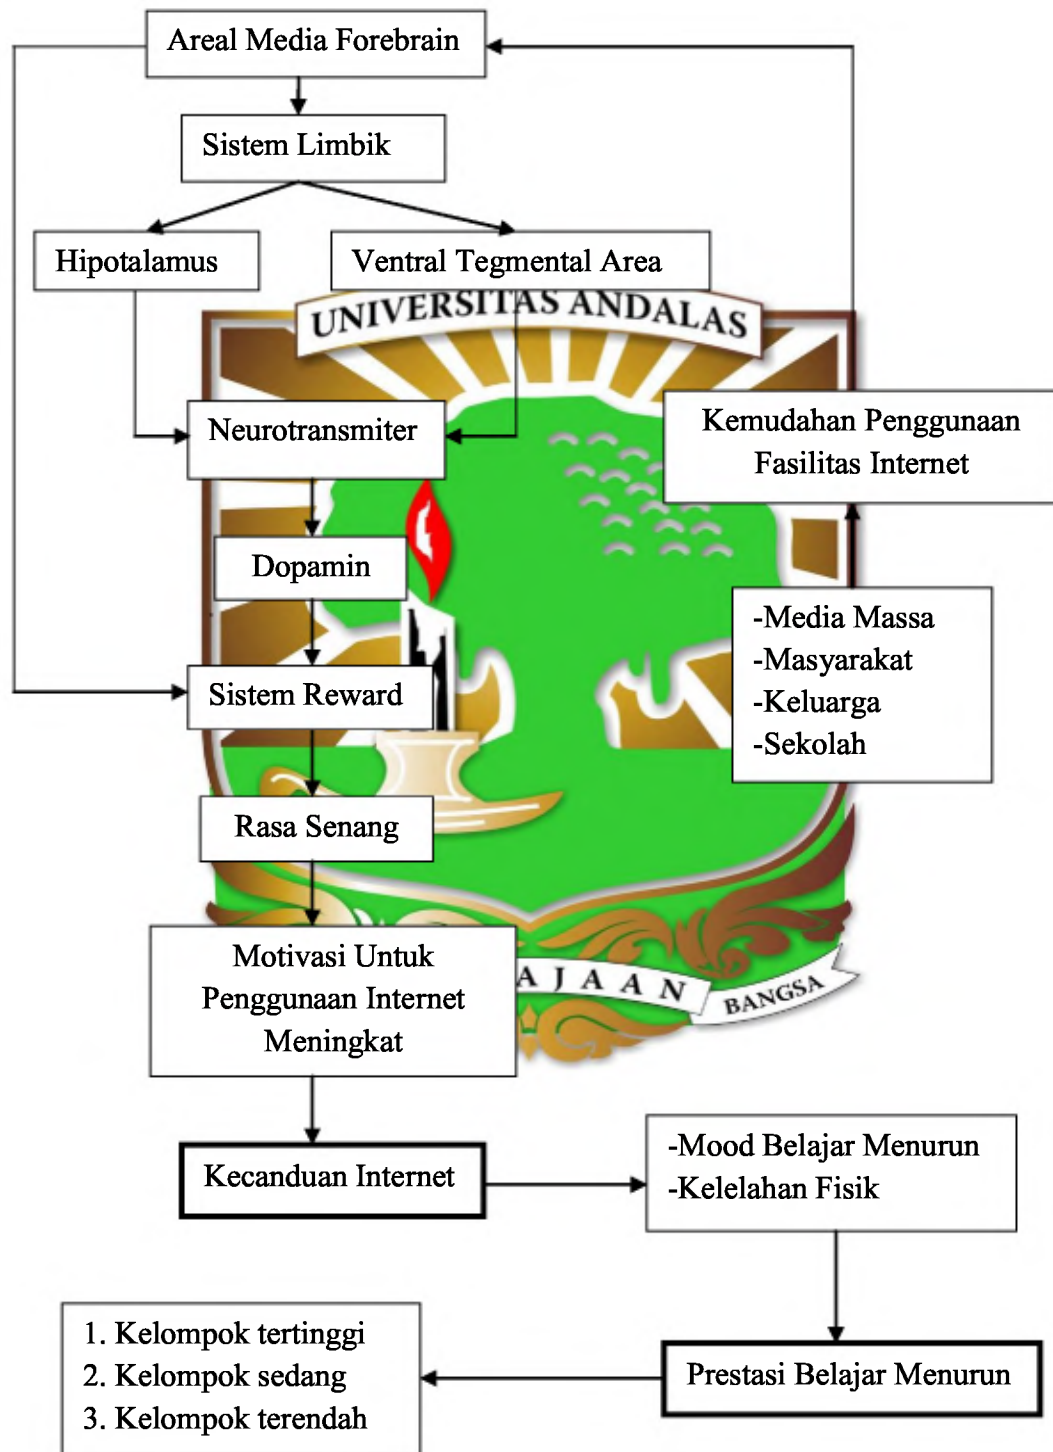 Areal Media Forebrain
Sistem Limbik
Hipotalamus
Ventral Tegmental Area
UNIVERSITAS ANDALAS
Neurotransmiter
Kemudahan Penggunaan
Fasilitas Internet
Dopamin
-Media Massa
-Masyarakat
-Keluarga
-Sekolah
Sistem Reward
Rasa Senang
Motivasi Untuk
Penggunaan Internet
Meningkat
AJAAN
BANGSA
Kecanduan Internet
-Mood Belajar Menurun
-Kelelahan Fisik
1. Kelompok tertinggi
2. Kelompok sedang
3. Kelompok terendah
Prestasi Belajar Menurun